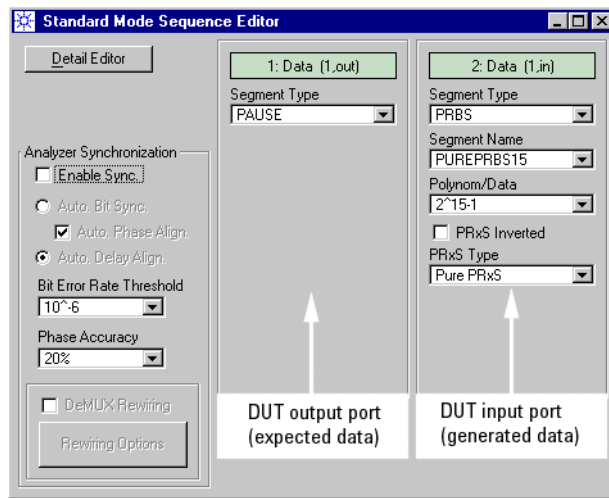 Standard Mode Sequence Editor
Detail Editor
Analyzer Synchronization
Enable Sync.
Auto. Bit Sync.
Auto. Phase Align.
Auto. Delay Align.
Bit Error Rate Threshold
10^-6
Phase Accuracy
20%
DeMUX Rewiring
Rewiring Options
1: Data (1,out)
Segment Type
PAUSE
DUT output port
(expected data)
2: Data (1,in)
Segment Type
PRBS
Segment Name
PUREPRBS15
Polynom/Data
2^15-1
PRxS Inverted
PRxS Type
Pure PRxS
DUT input port
(generated data)